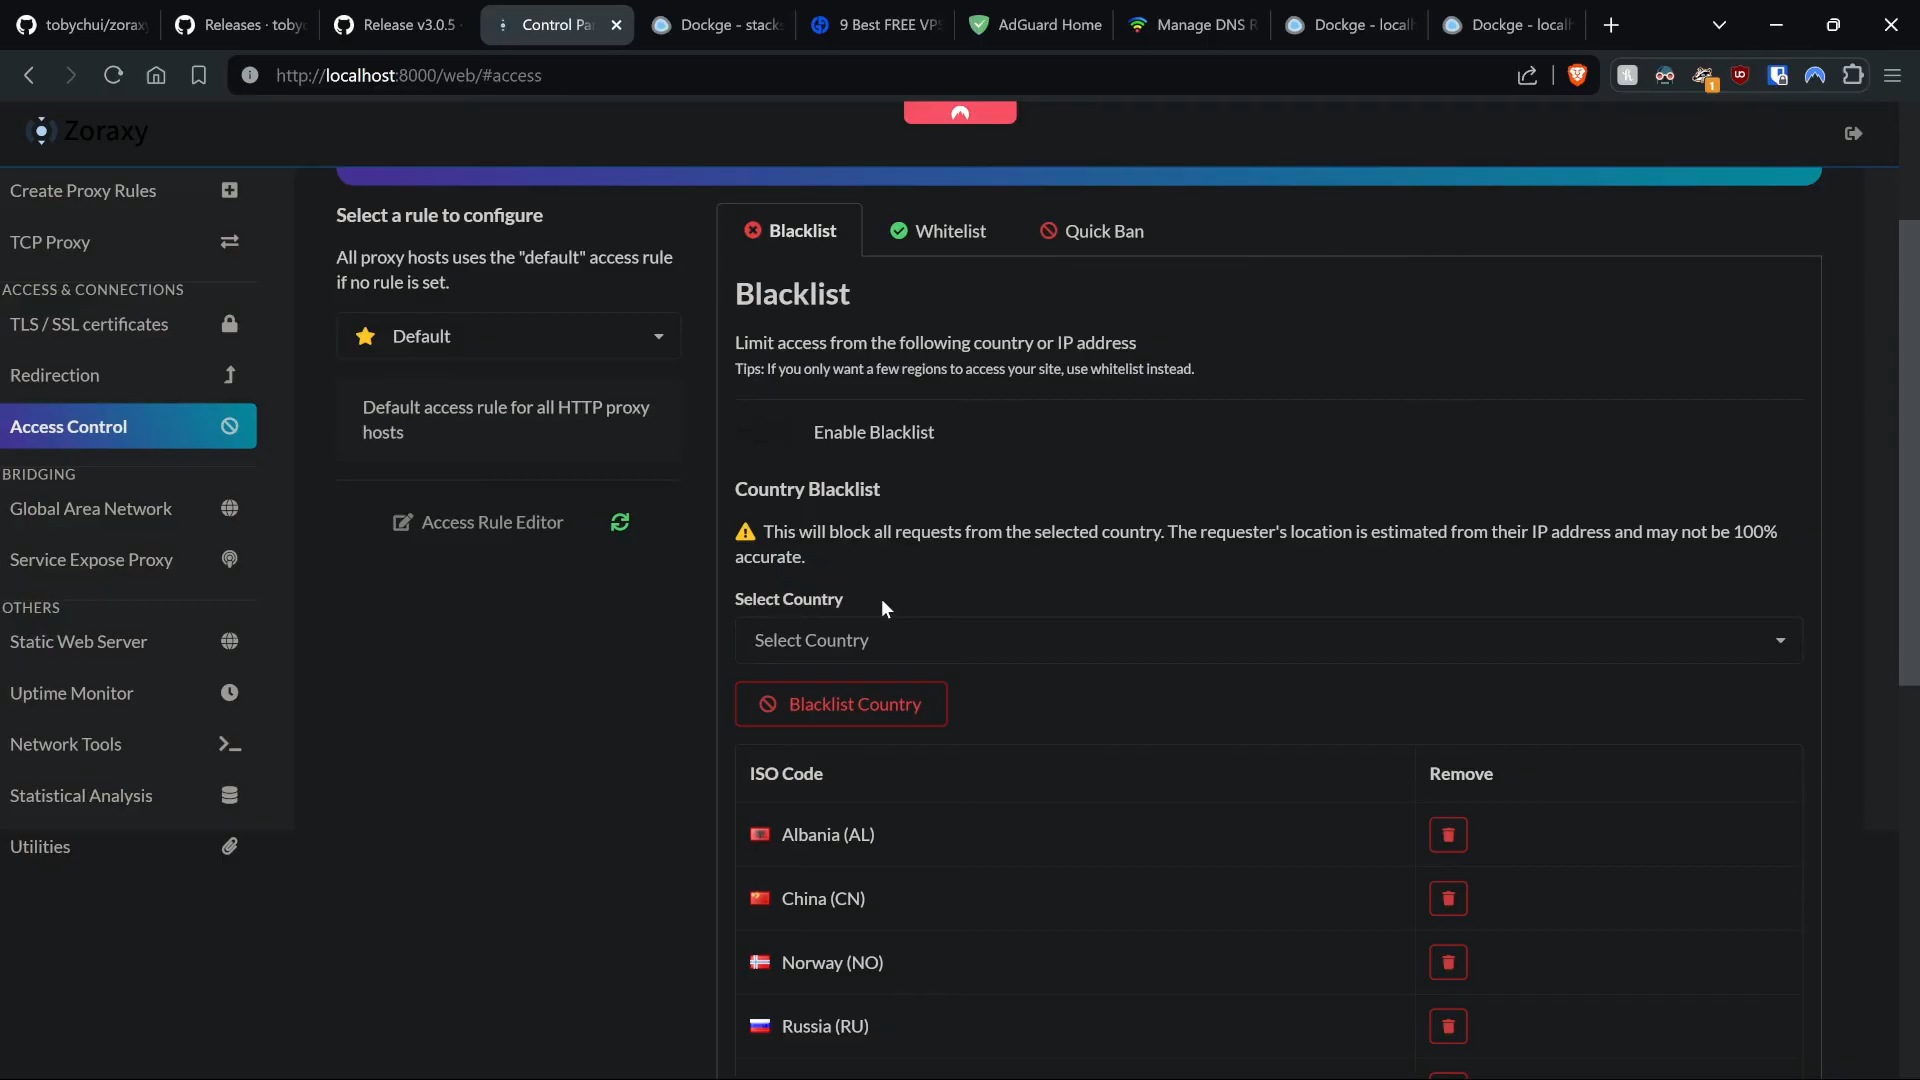 tobychui/zoraxy
Releases · toby
Release v3.0.5 ·
Control Pa
Dockge - stacks
9 Best FREE VPS
AdGuard Home
Manage DNS R
Dockge - local
Dockge - local
http://localhost:8000/web/#access
1
Zoraxy
Create Proxy Rules
TCP Proxy
ACCESS & CONNECTIONS
TLS / SSL certificates
Redirection
Access Control
BRIDGING
Global Area Network
Service Expose Proxy
OTHERS
Static Web Server
Uptime Monitor
Network Tools
Statistical Analysis
Utilities
Select a rule to configure
All proxy hosts uses the "default" access rule
if no rule is set.
Default
Default access rule for all HTTP proxy
hosts
Access Rule Editor
Blacklist
Whitelist
Quick Ban
Blacklist
Limit access from the following country or IP address
Tips: If you only want a few regions to access your site, use whitelist instead.
Enable Blacklist
Country Blacklist
This will block all requests from the selected country. The requester's location is estimated from their IP address and may not be 100%
accurate.
Select Country
Select Country
Blacklist Country
ISO Code
Remove
Albania (AL)
China (CN)
Norway (NO)
Russia (RU)